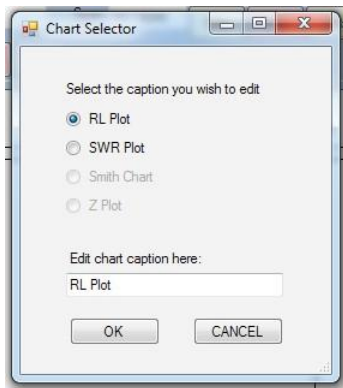 Chart Selector
Select the caption you wish to edit
RL Plot
SWR Plot
Smith Chart
Z Plot
Edit chart caption here:
RL Plot
OK
CANCEL